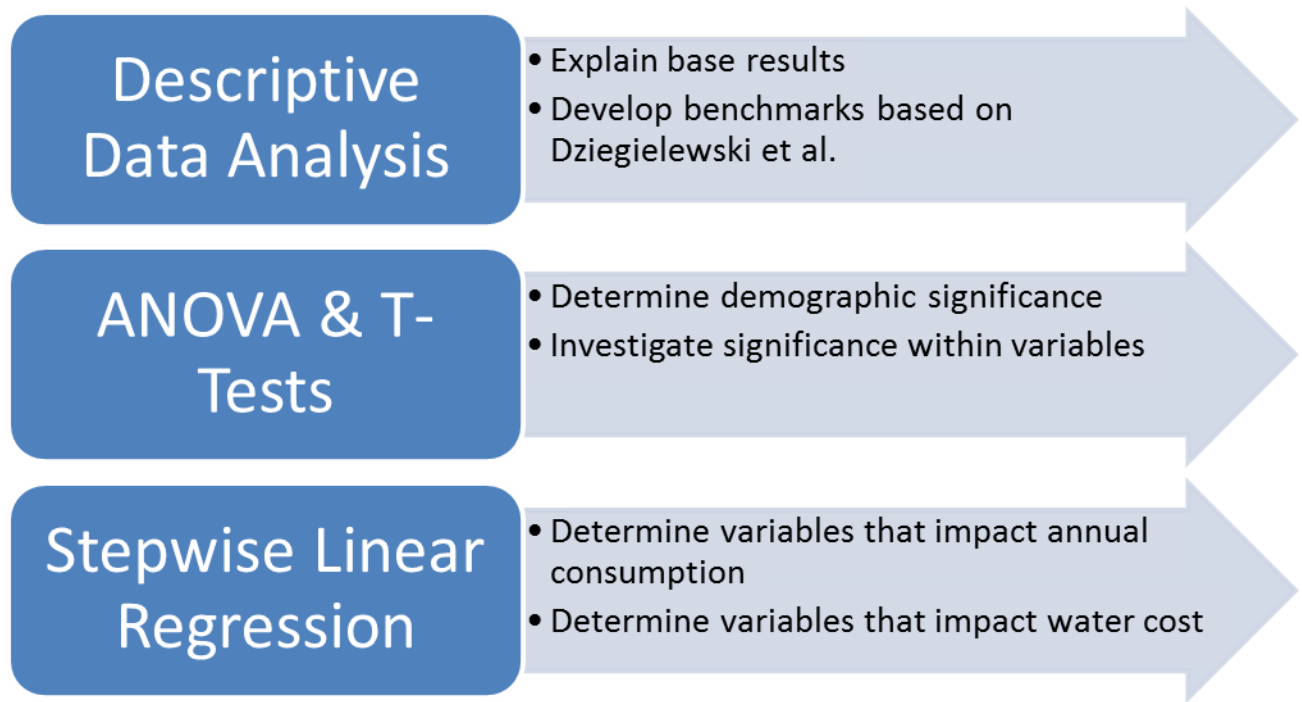 Descriptive
Data Analysis
• Explain base results
• Develop benchmarks based on
Dziegielewski et al.
ANOVA & T-
Tests
• Determine demographic significance
• Investigate significance within variables
Stepwise Linear
Regression
• Determine variables that impact annual
consumption
• Determine variables that impact water cost